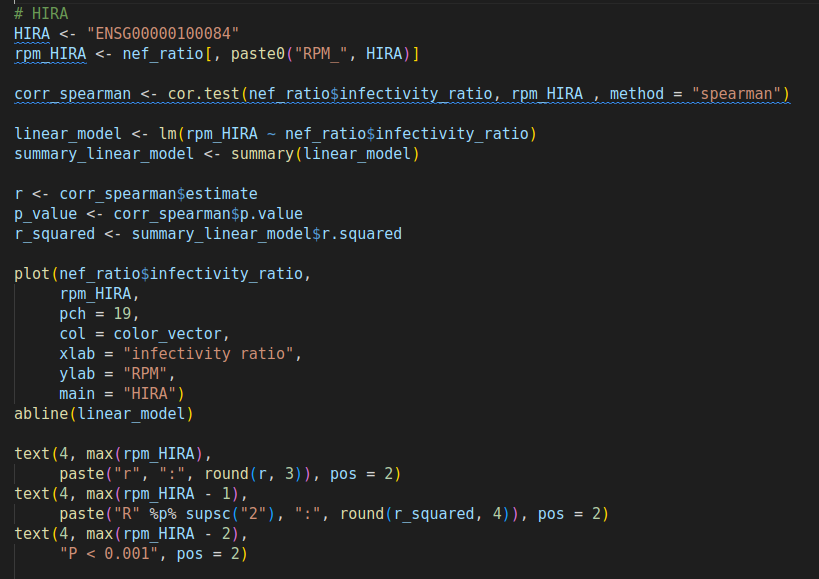 # HIRA
HIRA <- "ENSG00000100084"
rpm_HIRA <- nef_ratio[, paste0("RPM_", HIRA)]
corr_spearman <- cor.test(nef_ratio$infectivity_ratio, rpm_HIRA , method = "spearman")
linear_model <- lm(rpm_HIRA ~ nef_ratio$infectivity_ratio)
summary_linear_model <- summary(linear_model)
r <- corr_spearman$estimate
p_value <- corr_spearman$p.value
r_squared <- summary_linear_model$r.squared
plot(nef_ratio$infectivity_ratio,
     rpm_HIRA,
     pch = 19,
     col = color_vector,
     xlab = "infectivity ratio",
     ylab = "RPM",
     main = "HIRA")
abline(linear_model)
text(4, max(rpm_HIRA),
     paste("r", ":", round(r, 3)), pos = 2)
text(4, max(rpm_HIRA - 1),
     paste("R" %p% supsc("2"), ":", round(r_squared, 4)), pos = 2)
text(4, max(rpm_HIRA - 2),
     "P < 0.001", pos = 2)